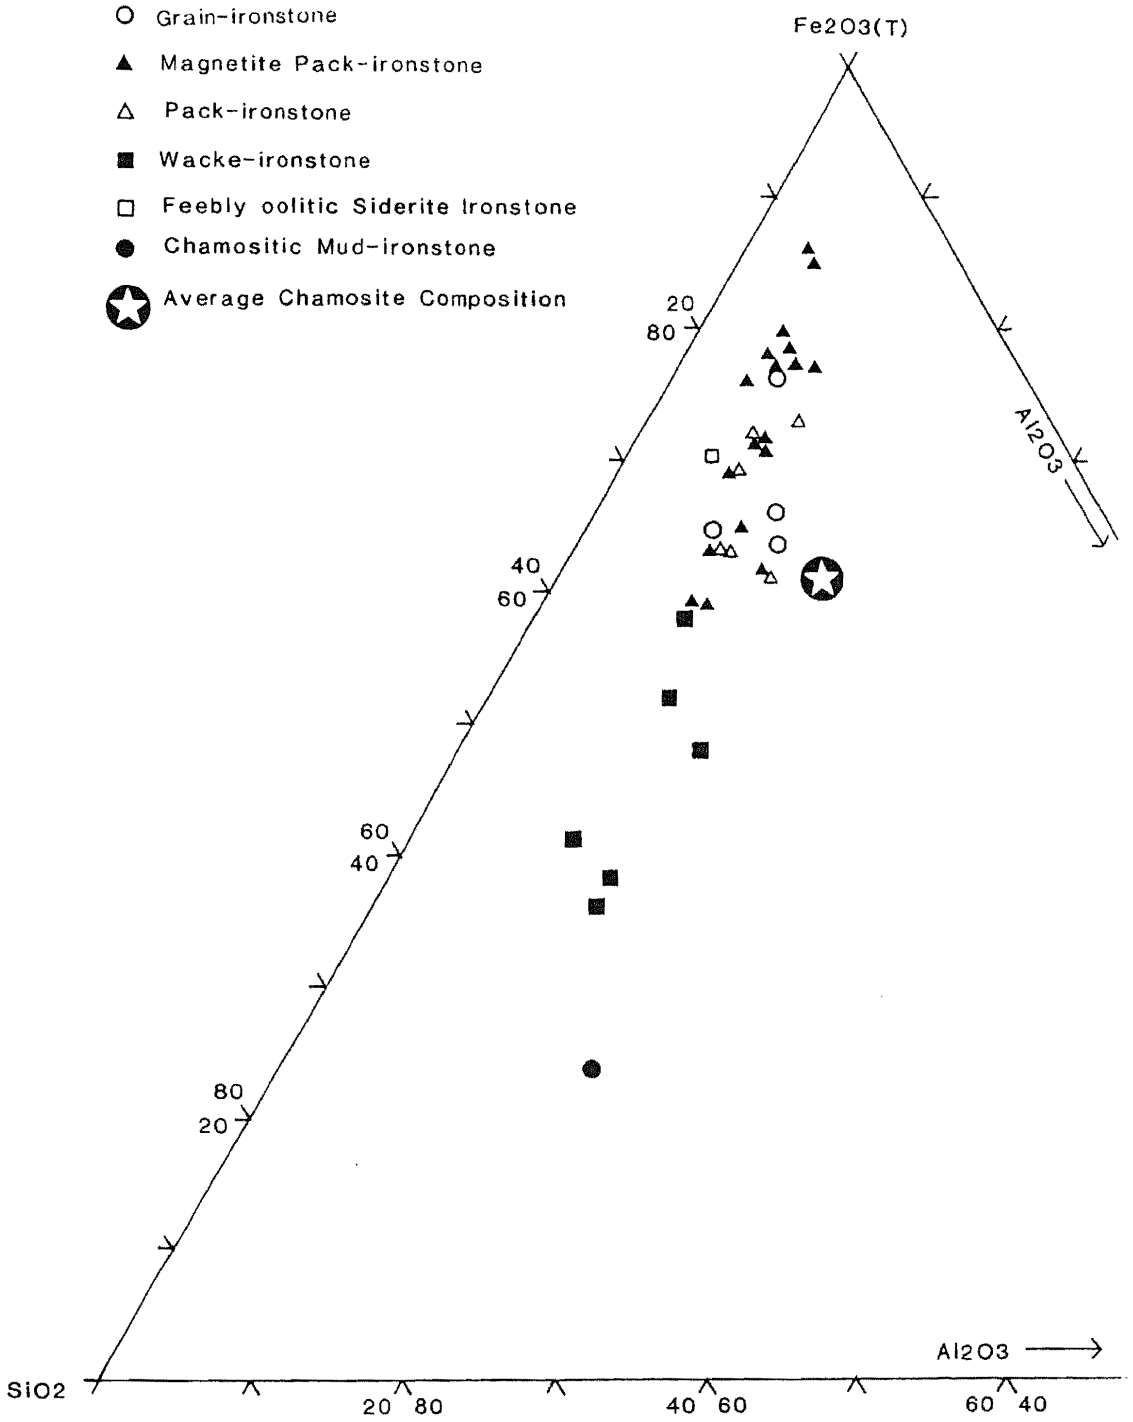 Grain-ironstone
Magnetite Pack-ironstone
Pack-ironstone
Wacke-ironstone
Feebly oolitic Siderite Ironstone
Chamositic Mud-ironstone
Average Chamosite Composition
Fe2O3(T)
20
80
Al2O3
40
60
60
40
80
20
Al2O3
SiO2
20 80
40 60
60 40